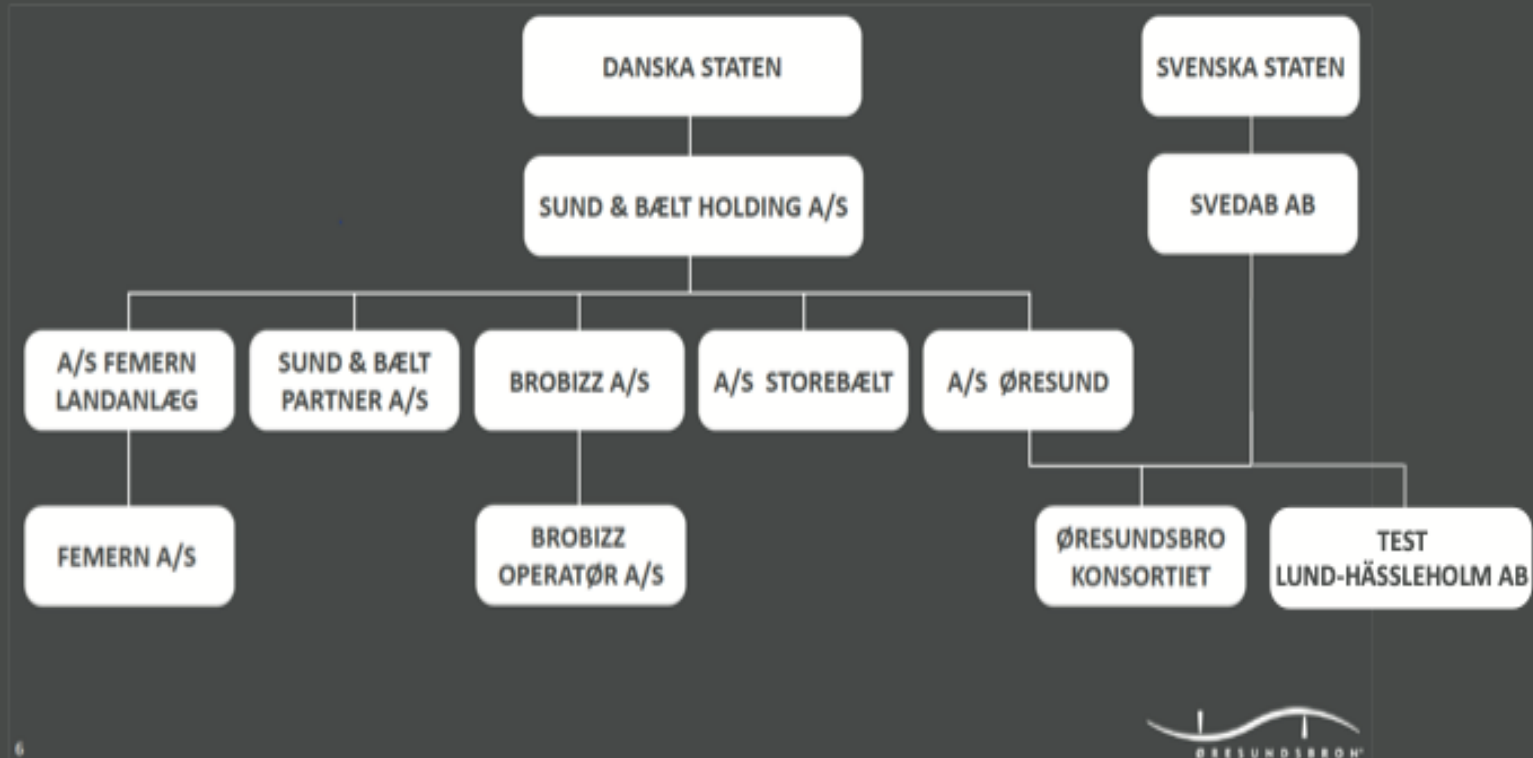 DANSKA STATEN
SVENSKA STATEN
SUND & BÆLT HOLDING A/S
SVEDAB AB
A/S FEMERN
LANDANLÆG
SUND & BÆLT
PARTNER A/S
BROBIZZ A/S
A/S STOREBÆLT
A/S ØRESUND
FEMERN A/S
BROBIZZ
OPERATØR A/S
ØRESUNDSBRO
KONSORTIET
TEST
LUND-HÄSSLEHOLM AB
6
ØRESUNDSBRON